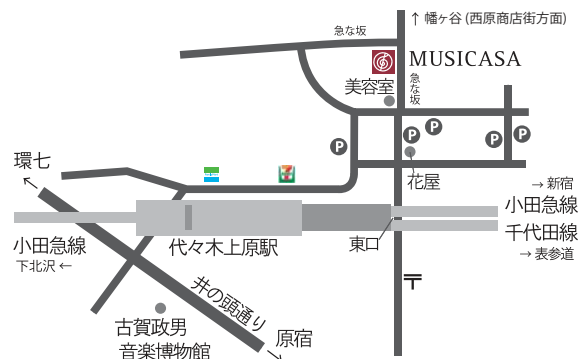 急な坂
↑ 幡ヶ谷 (西原商店街方面)
MUSICASA
美容室
急な坂
P
P
P
P
P
環七
花屋
→ 新宿
小田急線
千代田線
→ 表参道
小田急線
下北沢 ←
代々木上原駅
東口
〒
井の頭通り
古賀政男
音楽博物館
原宿